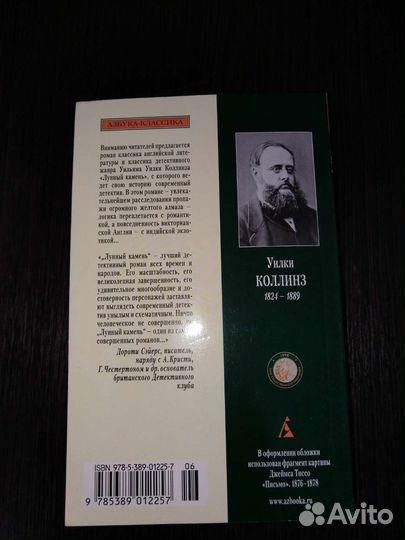 АЗБУКА-КЛАССИКА
Вниманию читателей предлагается
роман классика английской лите-
ратуры и классика детективного
жанра Уильяма Уилки Коллинза
«Лунный камень», с которого ве-
дет свою историю современный
детектив. В этом романе – увлека-
тельнейшем расследовании пропа-
жи огромного желтого алмаза –
логика переплетается с романти-
кой, а повседневность викториан-
ской Англии – с индийской экзо-
тикой...
«„Лунный камень“ – лучший де-
тективный роман всех времен и
народов. Его масштабность, его
великолепная завершенность, его
удивительное многообразие и до-
стоверность персонажей заставля-
ют выглядеть современный детек-
тив унылым и схематичным. Ничто
человеческое не совершенно, но
„Лунный камень“ – один из самых
совершенных романов...»
Дороти Сэйерс, писатель,
наряду с А.Кристи,
Г. Честертоном и др. основатель
британского Детективного
клуба
ISBN 978-5-389-01225-7
06
9 785389 012257
Уилки
КОЛЛИНЗ
1824 – 1889
В оформлении обложки
использован фрагмент картины
Джеймса Тиссо
«Письмо». 1876–1878
www.azbooka.ru
Avito